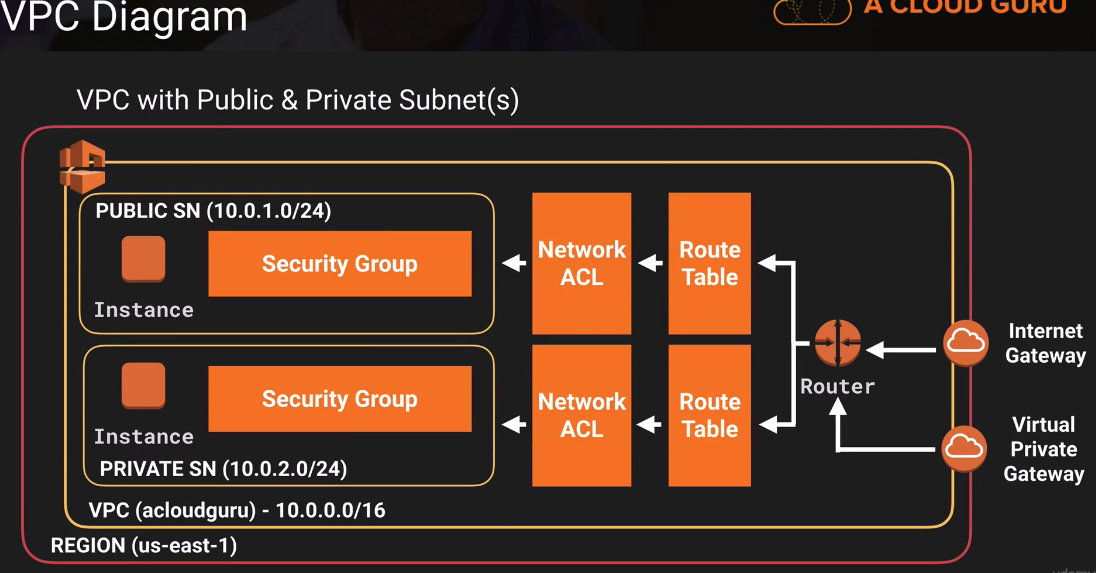 VPC Diagram
A CLOUD GURU
VPC with Public & Private Subnet(s)
PUBLIC SN (10.0.1.0/24)
Security Group
Instance
Network
ACL
Route
Table
Internet
Gateway
Router
Security Group
Instance
PRIVATE SN (10.0.2.0/24)
Network
ACL
Route
Table
Virtual
Private
Gateway
VPC (acloudguru) - 10.0.0.0/16
REGION (us-east-1)